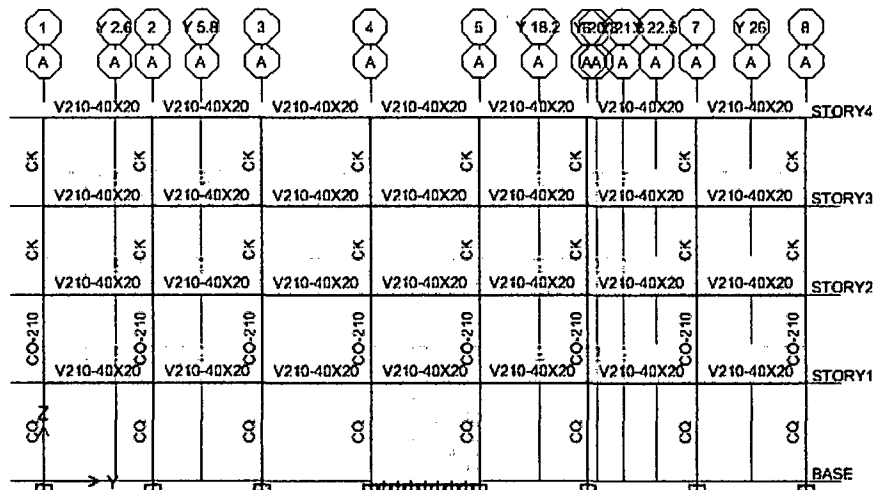 1 Y 2.6 2 Y 5.8 3 4 5 Y 18.2 7 Y 26 8
A A A A A A A A A A A A A A
V210-40X20 V210-40X20 V210-40X20 V210-40X20 V210-40X20 V210-40X20 V210-40X20 STORY4
CK CK CK CK CK CK CK CK
V210-40X20 V210-40X20 V210-40X20 V210-40X20 V210-40X20 V210-40X20 V210-40X20 STORY3
CK CK CK CK CK CK CK CK
V210-40X20 V210-40X20 V210-40X20 V210-40X20 V210-40X20 V210-40X20 V210-40X20 STORY2
CO-210 CO-210 CO-210 CO-210 CO-210 CO-210 CO-210 CO-210
V210-40X20 V210-40X20 V210-40X20 V210-40X20 V210-40X20 V210-40X20 V210-40X20 STORY1
Z
CQ CQ CQ CQ CQ CQ CQ CQ
Y BASE